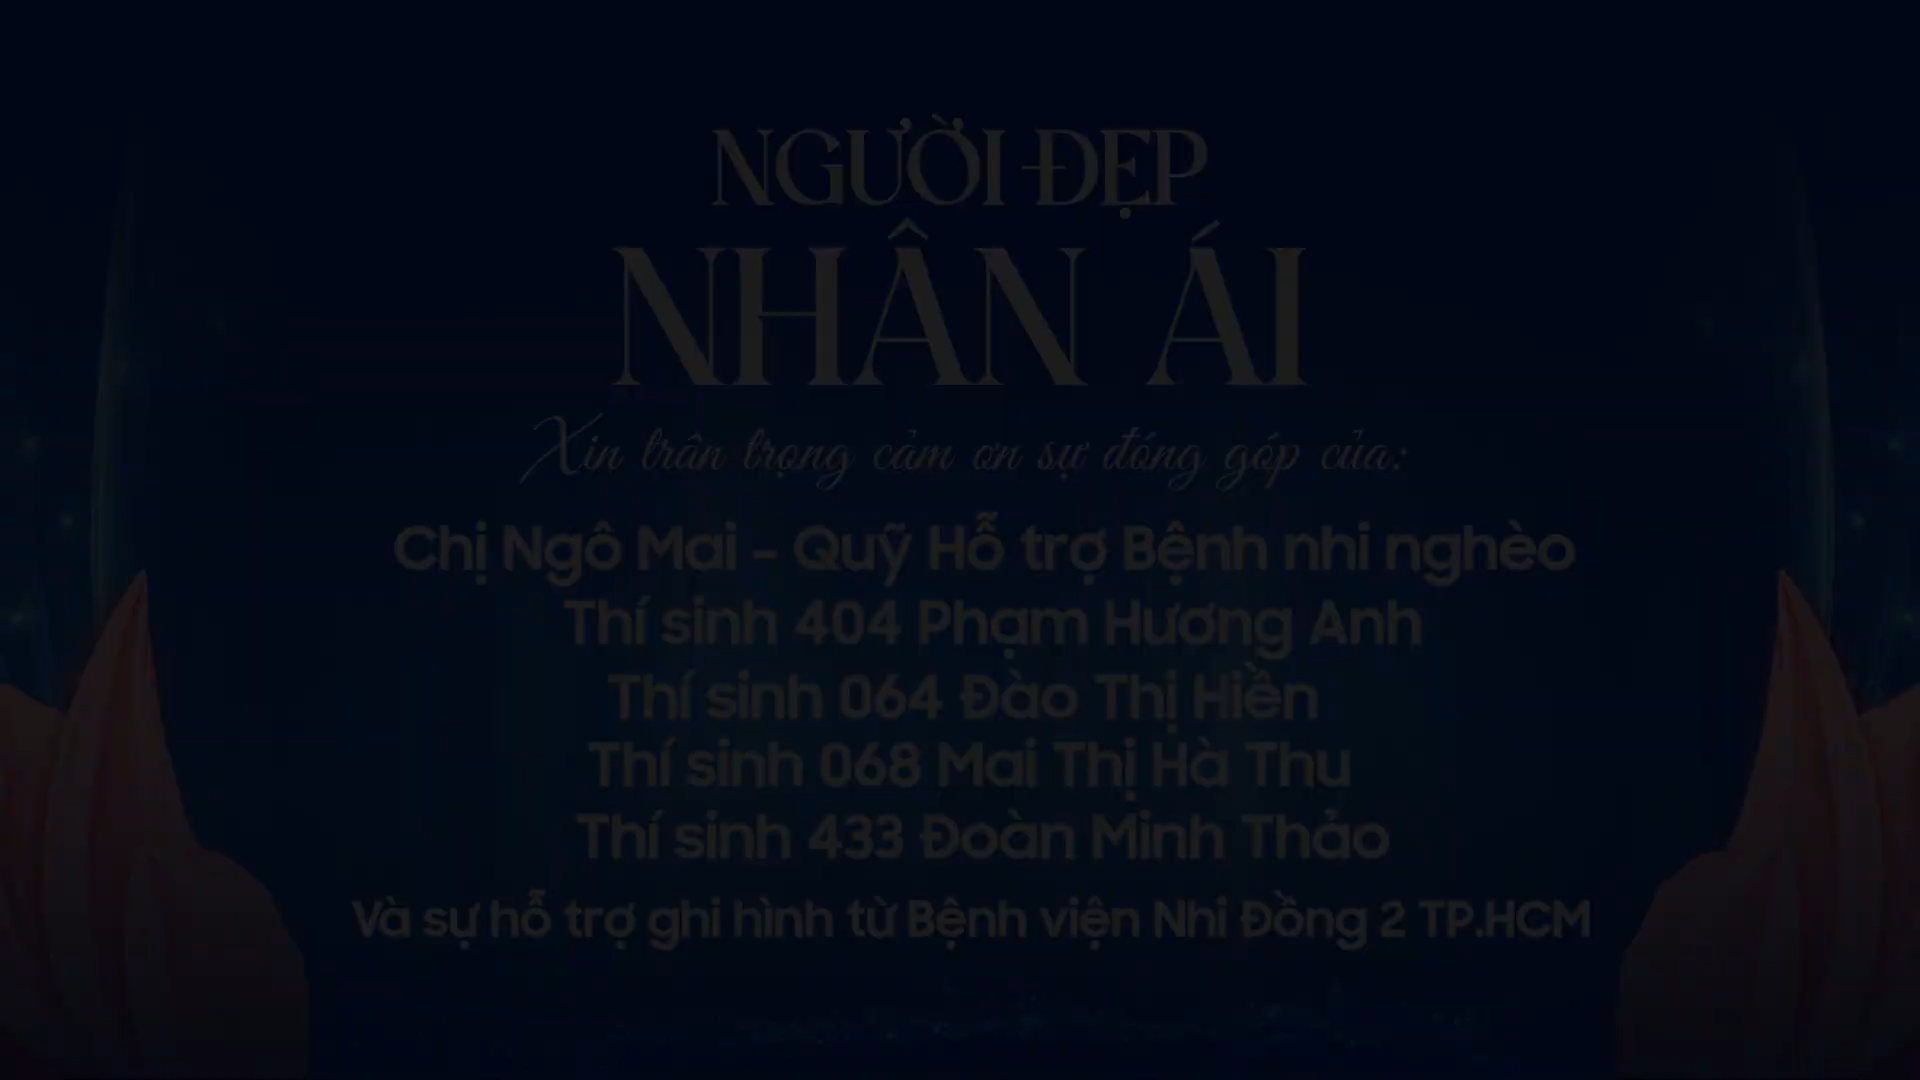 NGƯỜI ĐẸP
NHÂN ÁI
Xin trân trọng cảm ơn sự đóng góp của:
Chị Ngô Mai - Quỹ Hỗ trợ Bệnh nhi nghèo
Thí sinh 404 Phạm Hương Anh
Thí sinh 064 Đào Thị Hiền
Thí sinh 068 Mai Thị Hà Thu
Thí sinh 433 Đoàn Minh Thảo
Và sự hỗ trợ ghi hình từ Bệnh viện Nhi Đồng 2 TP.HCM